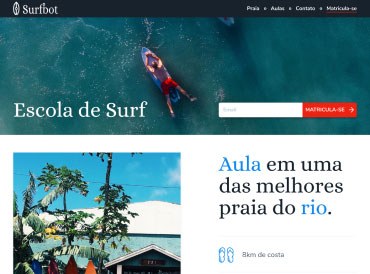 Surfbot
Praia Aulas Contato Matricula-se
Escola de Surf
Email
MATRICULA-SE →
Aula em uma
das melhores
praia do rio.
8km de costa